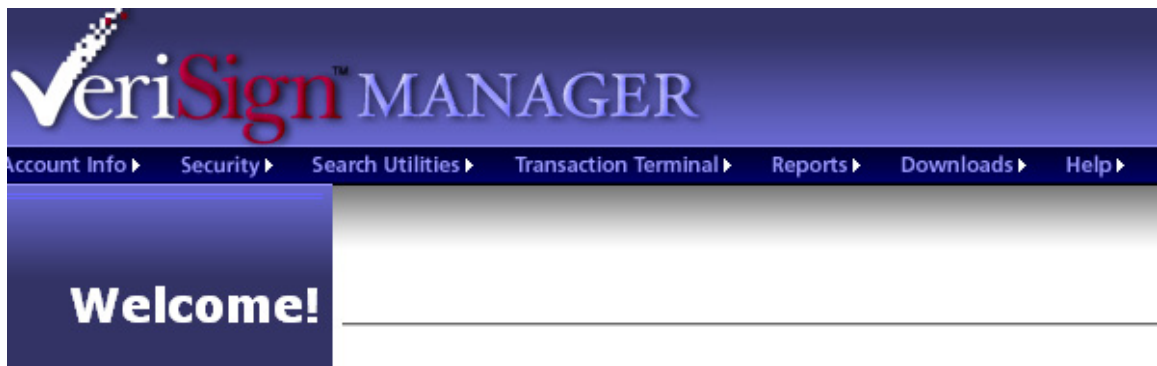 VeriSign™ MANAGER
Account Info Security Search Utilities Transaction Terminal Reports Downloads Help
Welcome!